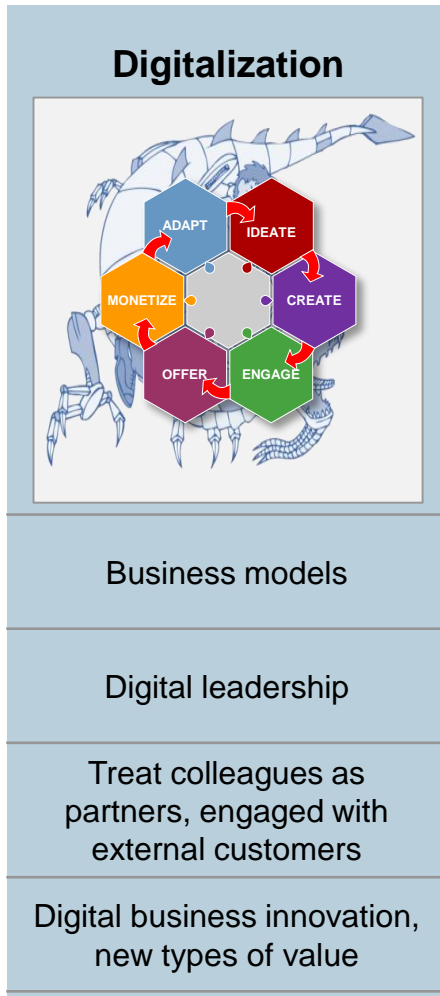 Digitalization
ADAPT
IDEATE
MONETIZE
CREATE
OFFER
ENGAGE
Business models
Digital leadership
Treat colleagues as
partners, engaged with
external customers
Digital business innovation,
new types of value